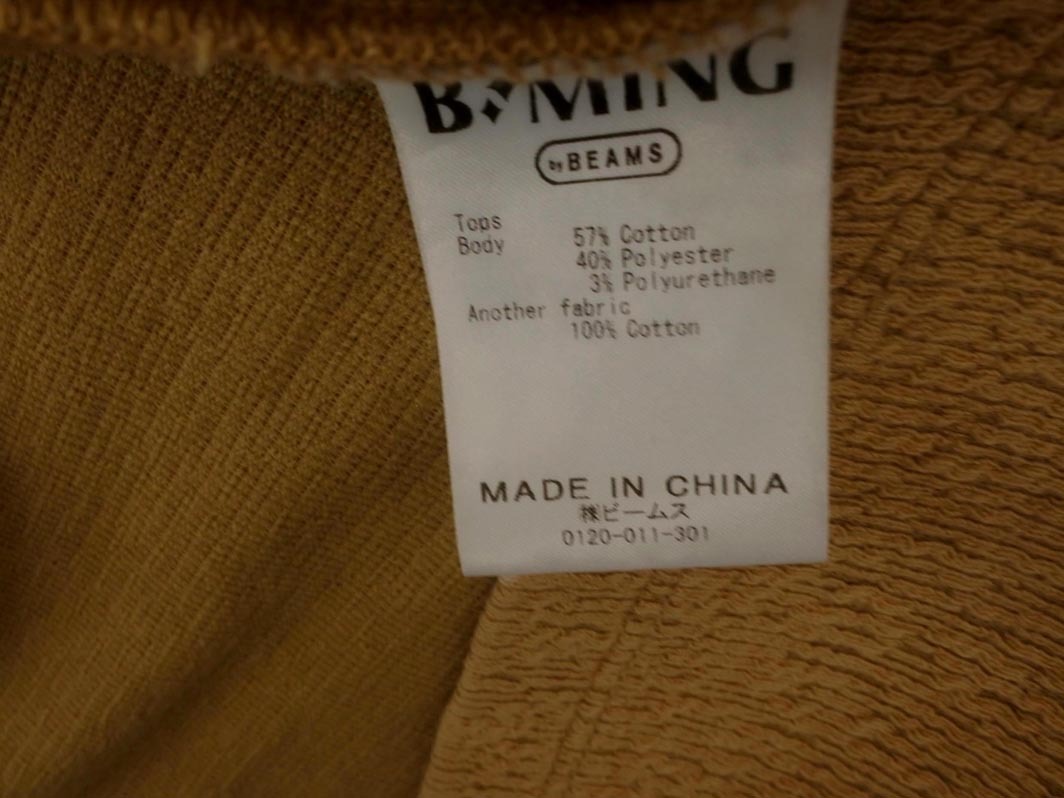 B:MING
by BEAMS
Tops
Body 57% Cotton
40% Polyester
3% Polyurethane
Another fabric
100% Cotton
MADE IN CHINA
㈱ビームス
0120-011-301